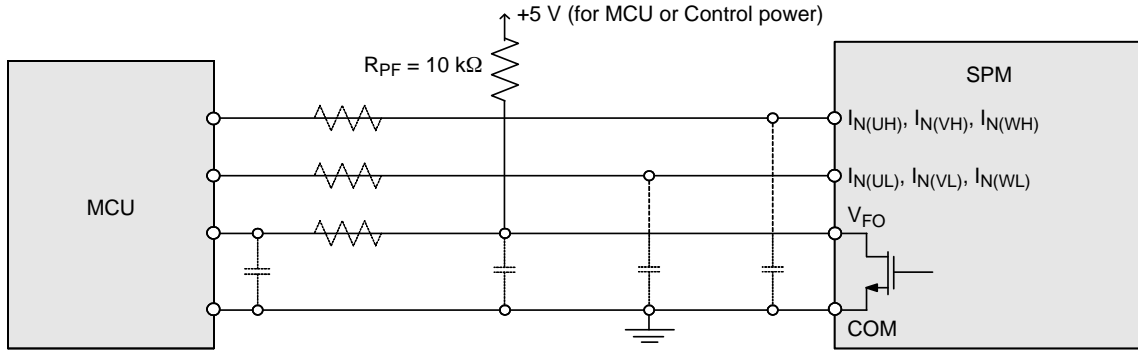 +5 V (for MCU or Control power)
R_PF = 10 kΩ
SPM
I_N(UH), I_N(VH), I_N(WH)
I_N(UL), I_N(VL), I_N(WL)
MCU
V_FO
COM